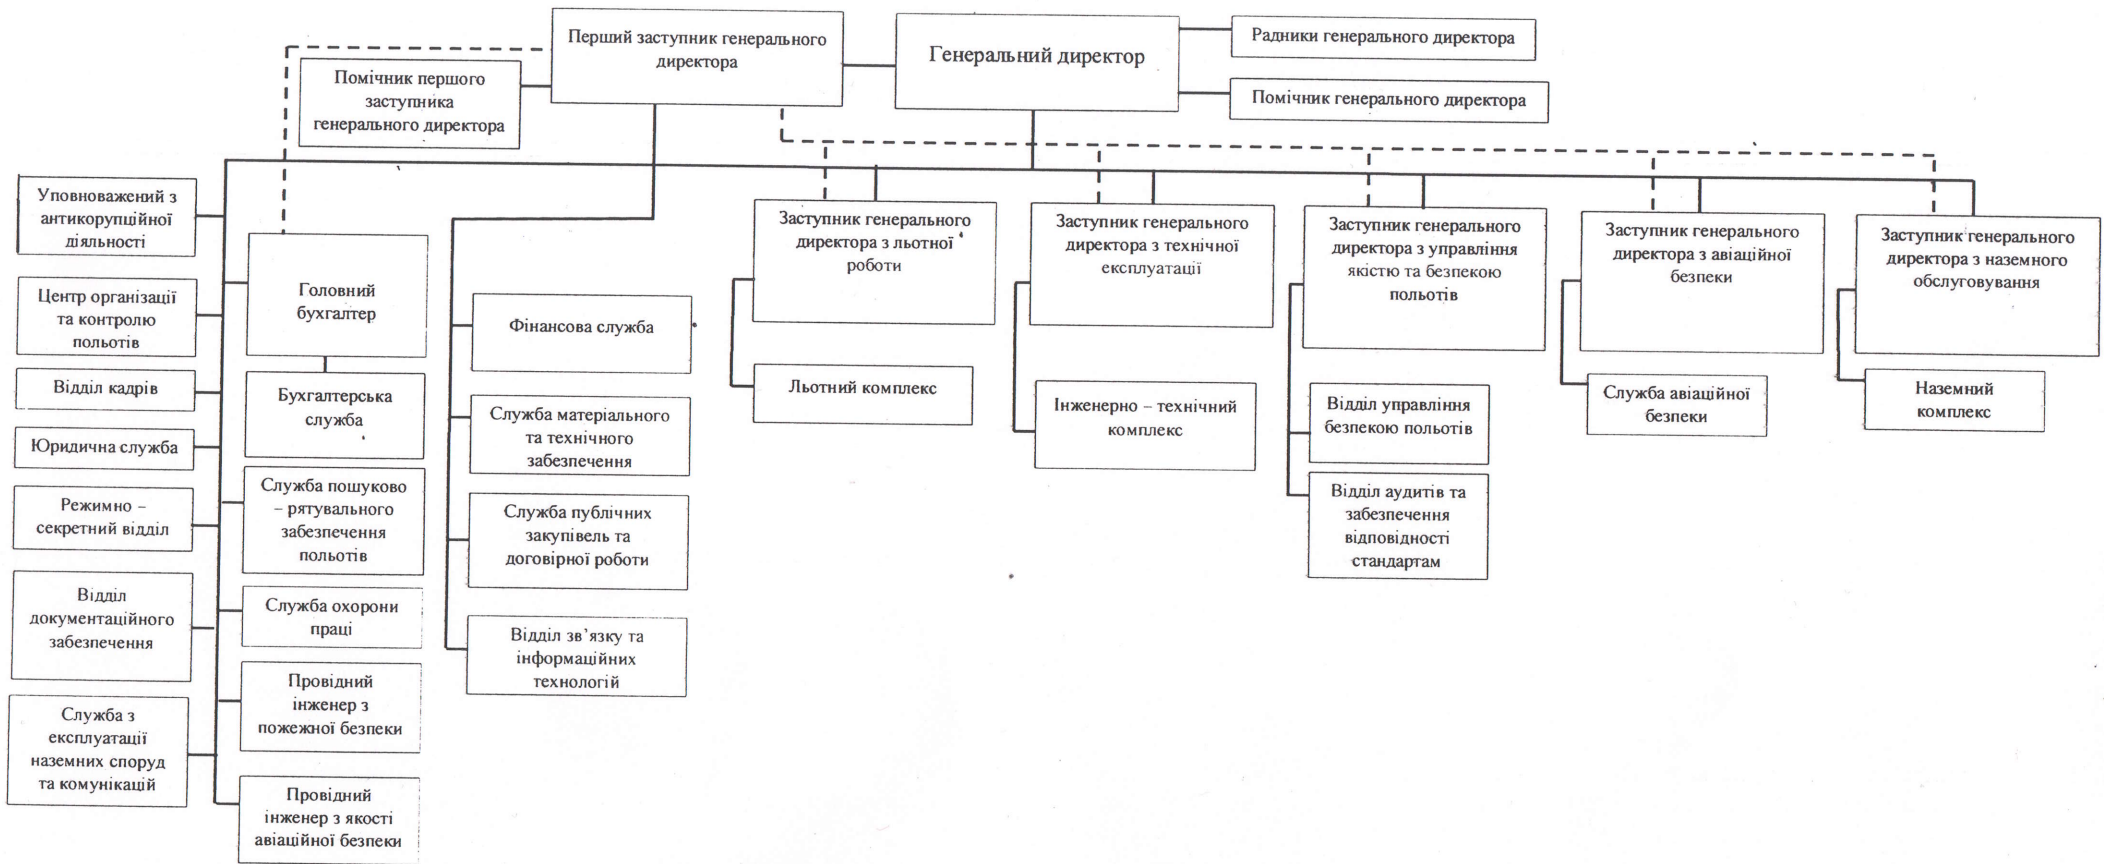 Перший заступник генерального
директора
Генеральний директор
Радники генерального директора
Помічник першого
заступника
генерального директора
Помічник генерального директора
Уповноважений з
антикорупційної
діяльності
Центр організації
та контролю
польотів
Відділ кадрів
Юридична служба
Режимно –
секретний відділ
Відділ
документаційного
забезпечення
Служба з
експлуатації
наземних споруд
та комунікацій
Головний
бухгалтер
Бухгалтерська
служба
Служба пошуково
– рятувального
забезпечення
польотів
Служба охорони
праці
Провідний
інженер з
пожежної безпеки
Провідний
інженер з якості
авіаційної безпеки
Фінансова служба
Служба матеріального
та технічного
забезпечення
Служба публічних
закупівель та
договірної роботи
Відділ зв’язку та
інформаційних
технологій
Заступник генерального
директора з льотної
роботи
Льотний комплекс
Заступник генерального
директора з технічної
експлуатації
Інженерно – технічний
комплекс
Заступник генерального
директора з управління
якістю та безпекою
польотів
Відділ управління
безпекою польотів
Відділ аудитів та
забезпечення
відповідності
стандартам
Заступник генерального
директора з авіаційної
безпеки
Служба авіаційної
безпеки
Заступник генерального
директора з наземного
обслуговування
Наземний
комплекс